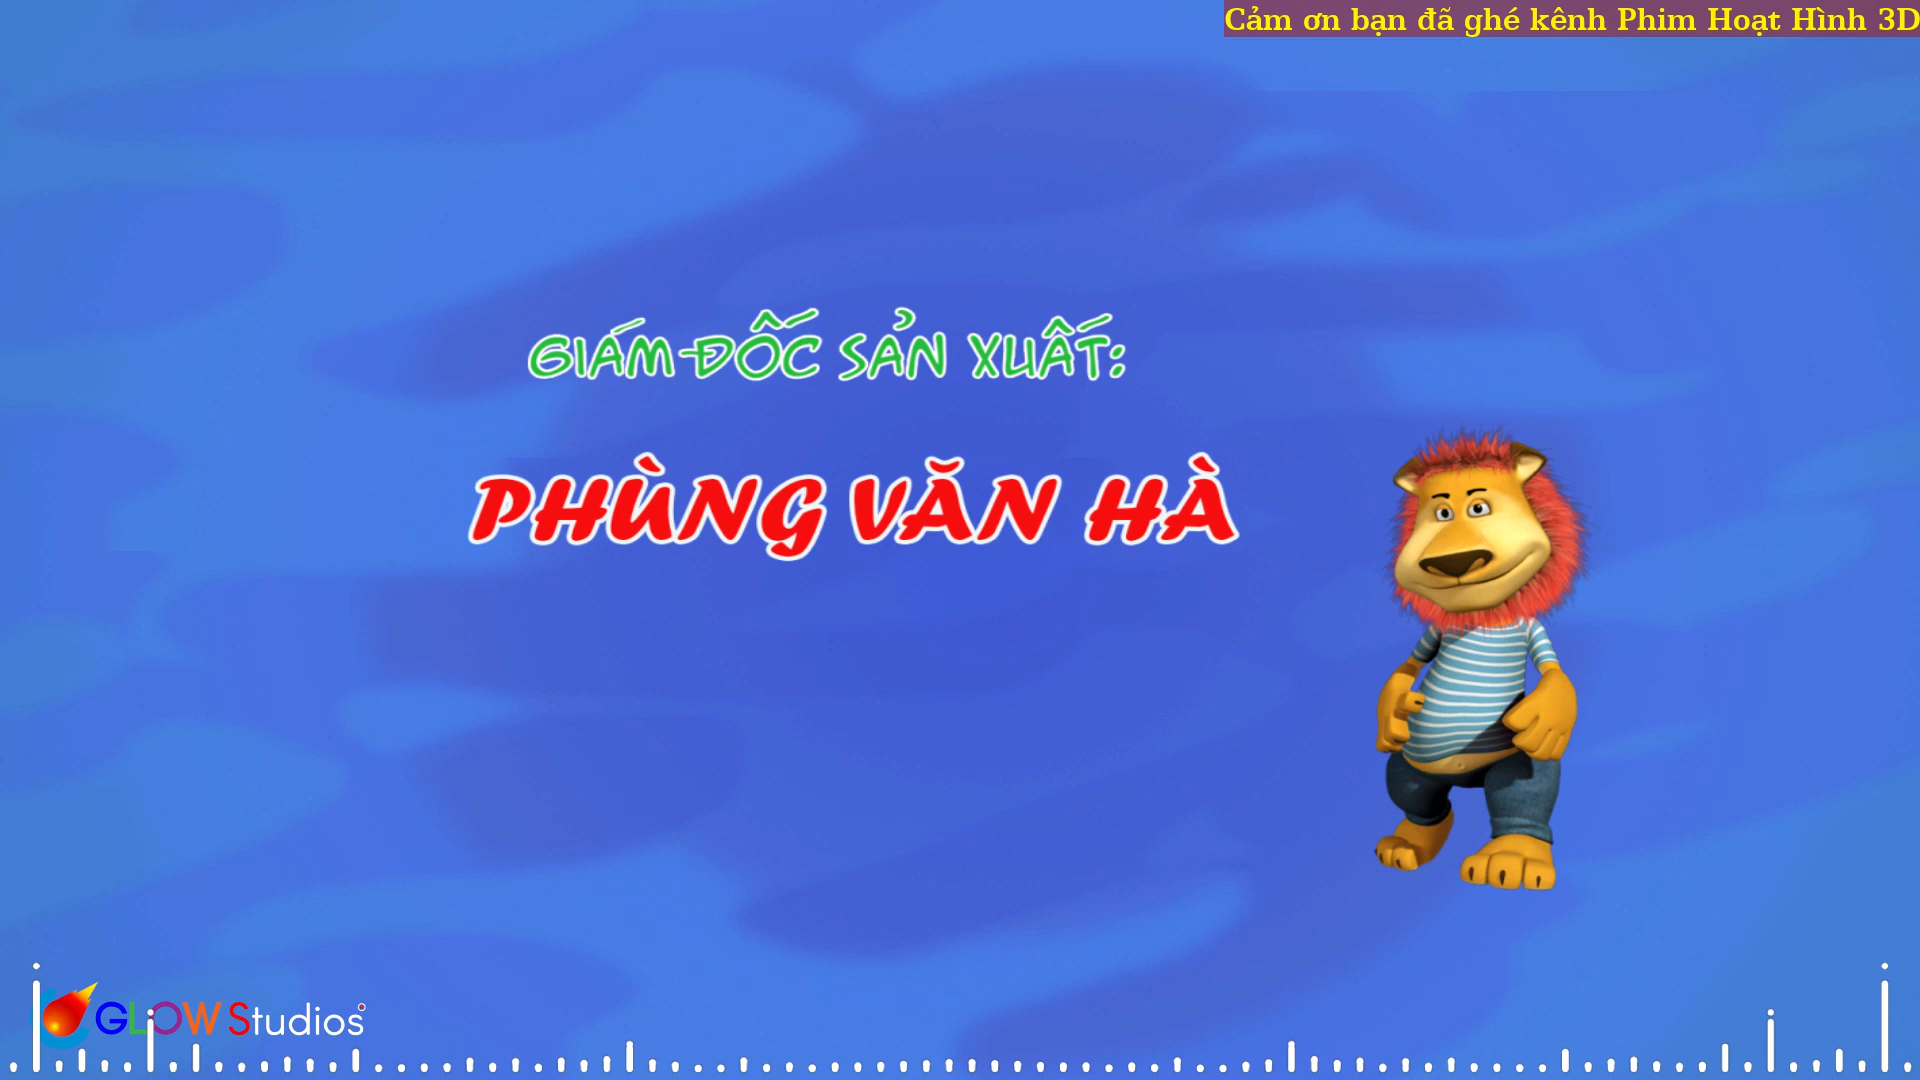 Cảm ơn bạn đã ghé kênh Phim Hoạt Hình 3D
GIÁM ĐỐC SẢN XUẤT:
PHÙNG VĂN HÀ
GLOW Studios